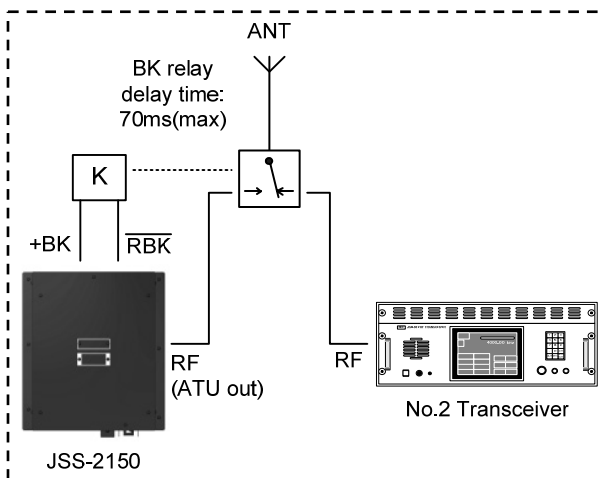 ANT
BK relay
delay time:
70ms(max)
K
+BK
RBK
RF
(ATU out)
RF
No.2 Transceiver
JSS-2150